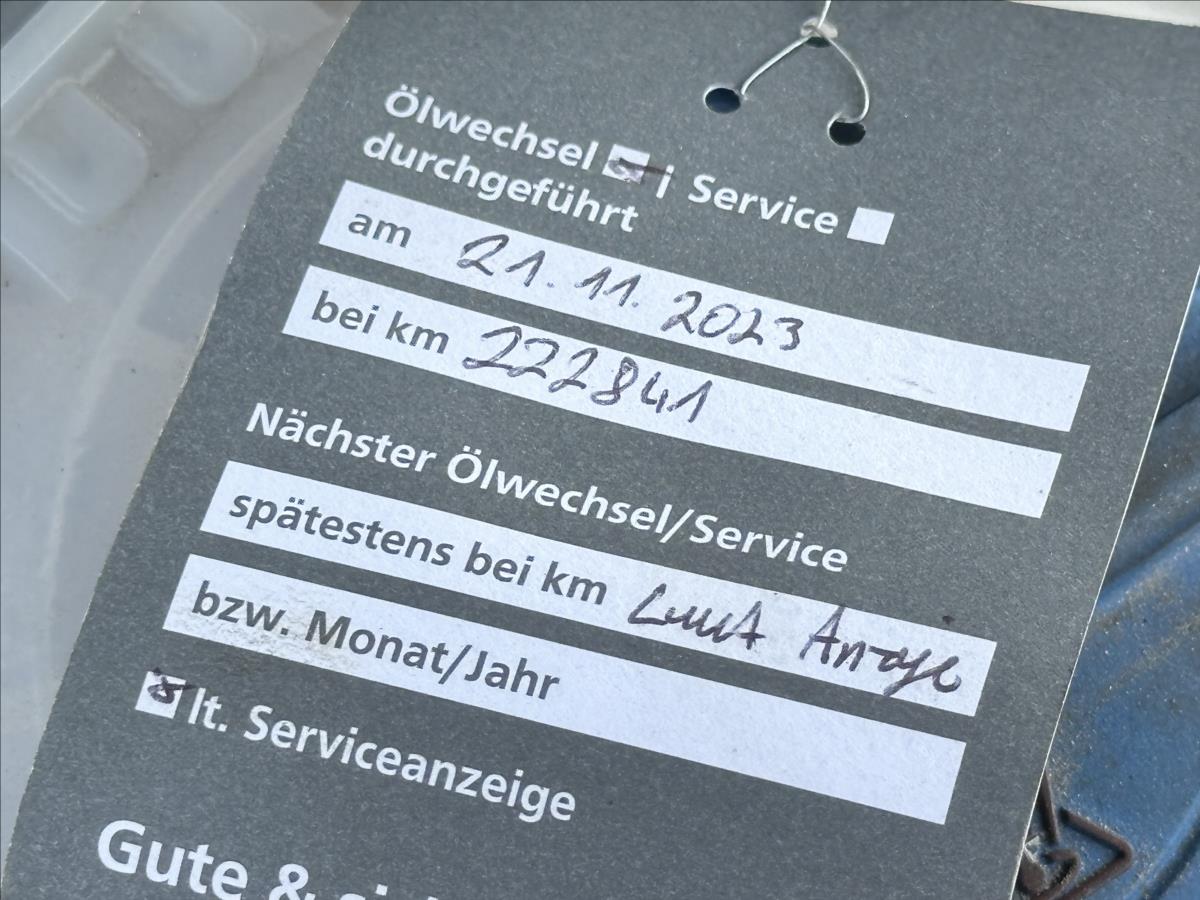 Ölwechsel Service
durchgeführt
am 21.11.2023
bei km 222841
Nächster Ölwechsel/Service
spätestens bei km Anzeige
bzw. Monat/Jahr
lt. Serviceanzeige
Gute &